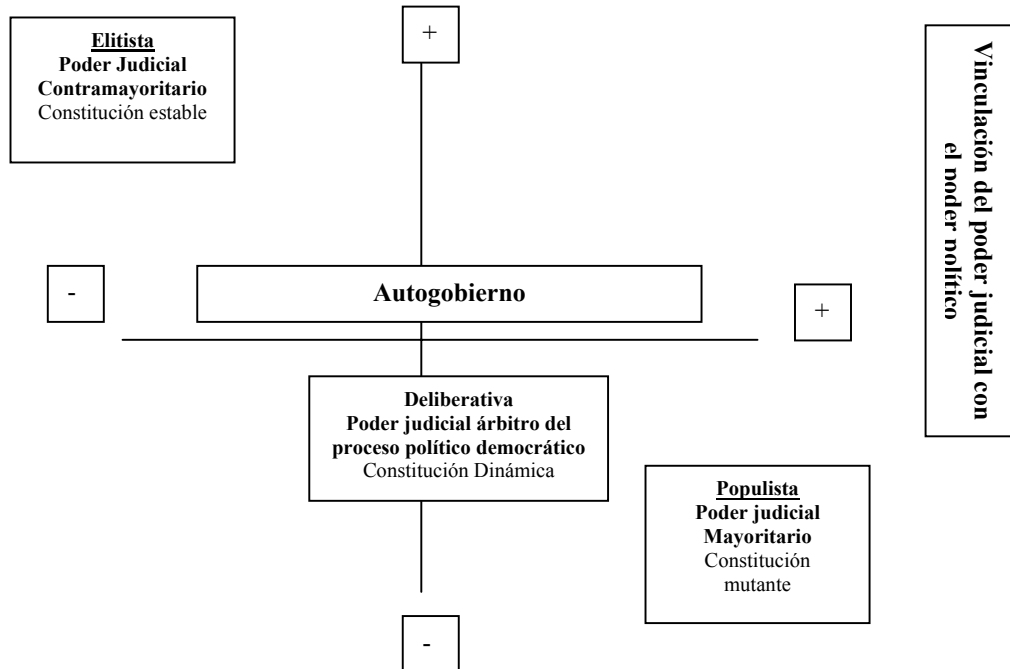 +
Elitista
Poder Judicial
Contramayoritario
Constitución estable
Vinculación del poder judicial con
el poder político
-
Autogobierno
+
Deliberativa
Poder judicial árbitro del
proceso político democrático
Constitución Dinámica
Populista
Poder judicial
Mayoritario
Constitución
mutante
-